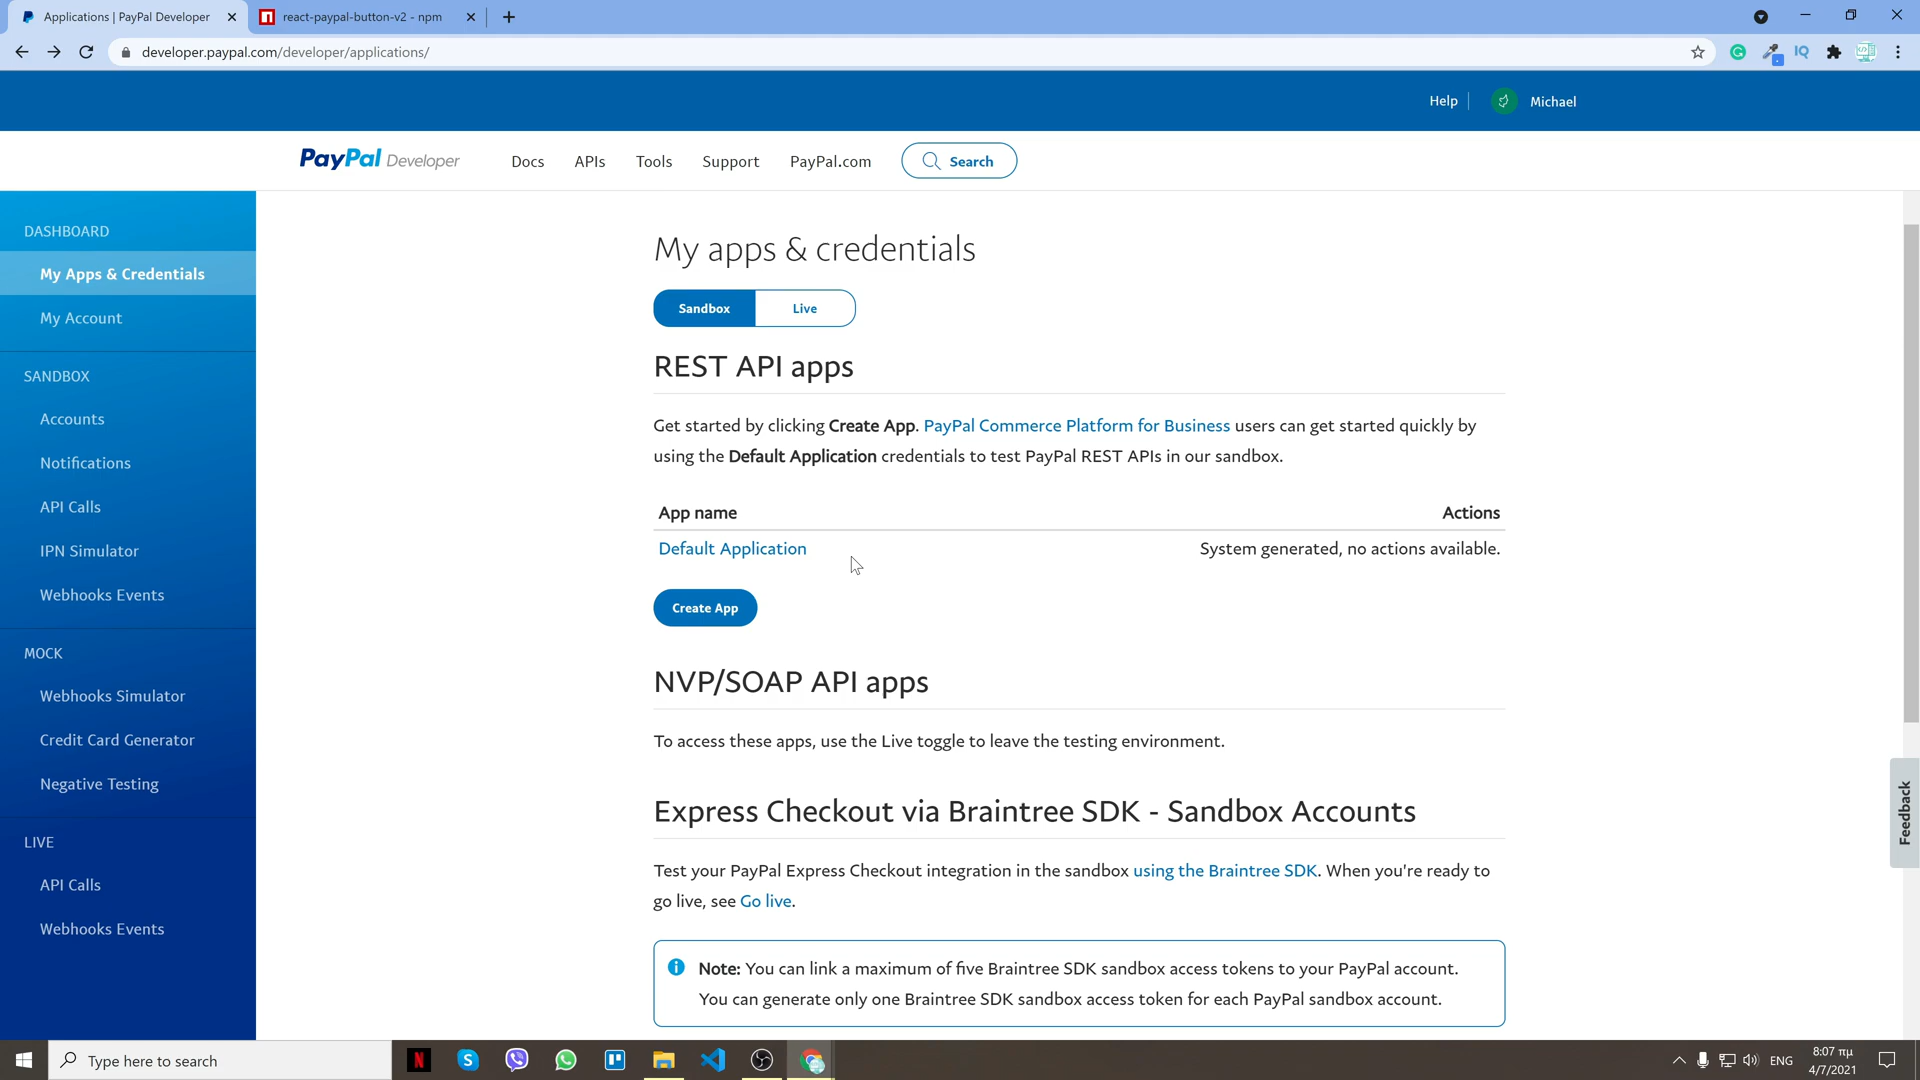 Applications | PayPal Developer
react-paypal-button-v2 - npm
developer.paypal.com/developer/applications/
Help
Michael
PayPal Developer
Docs
APIs
Tools
Support
PayPal.com
Search
DASHBOARD
My Apps & Credentials
My Account
SANDBOX
Accounts
Notifications
API Calls
IPN Simulator
Webhooks Events
MOCK
Webhooks Simulator
Credit Card Generator
Negative Testing
LIVE
API Calls
Webhooks Events
My apps & credentials
Sandbox
Live
REST API apps
Get started by clicking Create App. PayPal Commerce Platform for Business users can get started quickly by
using the Default Application credentials to test PayPal REST APIs in our sandbox.
App name
Actions
Default Application
System generated, no actions available.
Create App
NVP/SOAP API apps
To access these apps, use the Live toggle to leave the testing environment.
Express Checkout via Braintree SDK - Sandbox Accounts
Test your PayPal Express Checkout integration in the sandbox using the Braintree SDK. When you're ready to
go live, see Go live.
Note: You can link a maximum of five Braintree SDK sandbox access tokens to your PayPal account.
You can generate only one Braintree SDK sandbox access token for each PayPal sandbox account.
Feedback
Type here to search
ENG
8:07 πμ
4/7/2021